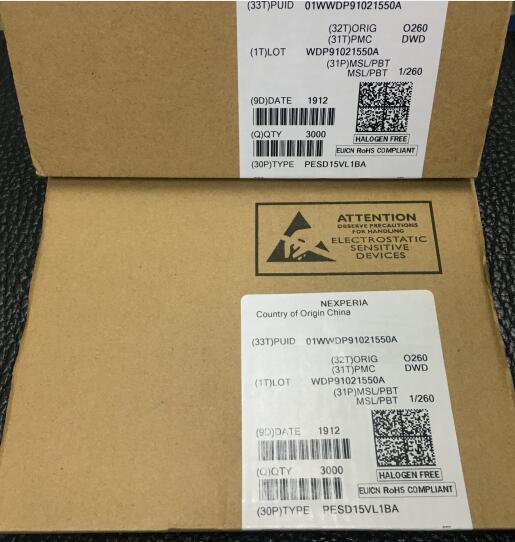 (33T)PUID 01WWDP91021550A
(32T)ORIG O260
(31T)PMC DWD
(1T)LOT WDP91021550A
(31P)MSL/PBT
MSL/PBT 1/260
(9D)DATE 1912
(Q)QTY 3000
HALOGEN FREE
EU/CN RoHS COMPLIANT
(30P)TYPE PESD15VL1BA
ATTENTION
OBSERVE PRECAUTIONS
FOR HANDLING
ELECTROSTATIC
SENSITIVE
DEVICES
NEXPERIA
Country of Origin China
(33T)PUID 01WWDP91021550A
(32T)ORIG O260
(31T)PMC DWD
(1T)LOT WDP91021550A
(31P)MSL/PBT
MSL/PBT 1/260
(9D)DATE 1912
(Q)QTY 3000
HALOGEN FREE
EU/CN RoHS COMPLIANT
(30P)TYPE PESD15VL1BA